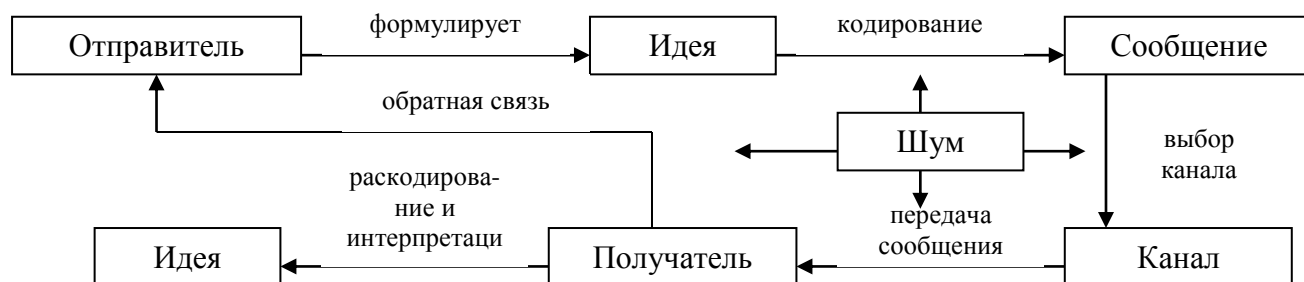 формулирует
кодирование
Отправитель
Идея
Сообщение
обратная связь
Шум
выбор
канала
раскодирова-
ние и
интерпретаци
передача
сообщения
Идея
Получатель
Канал